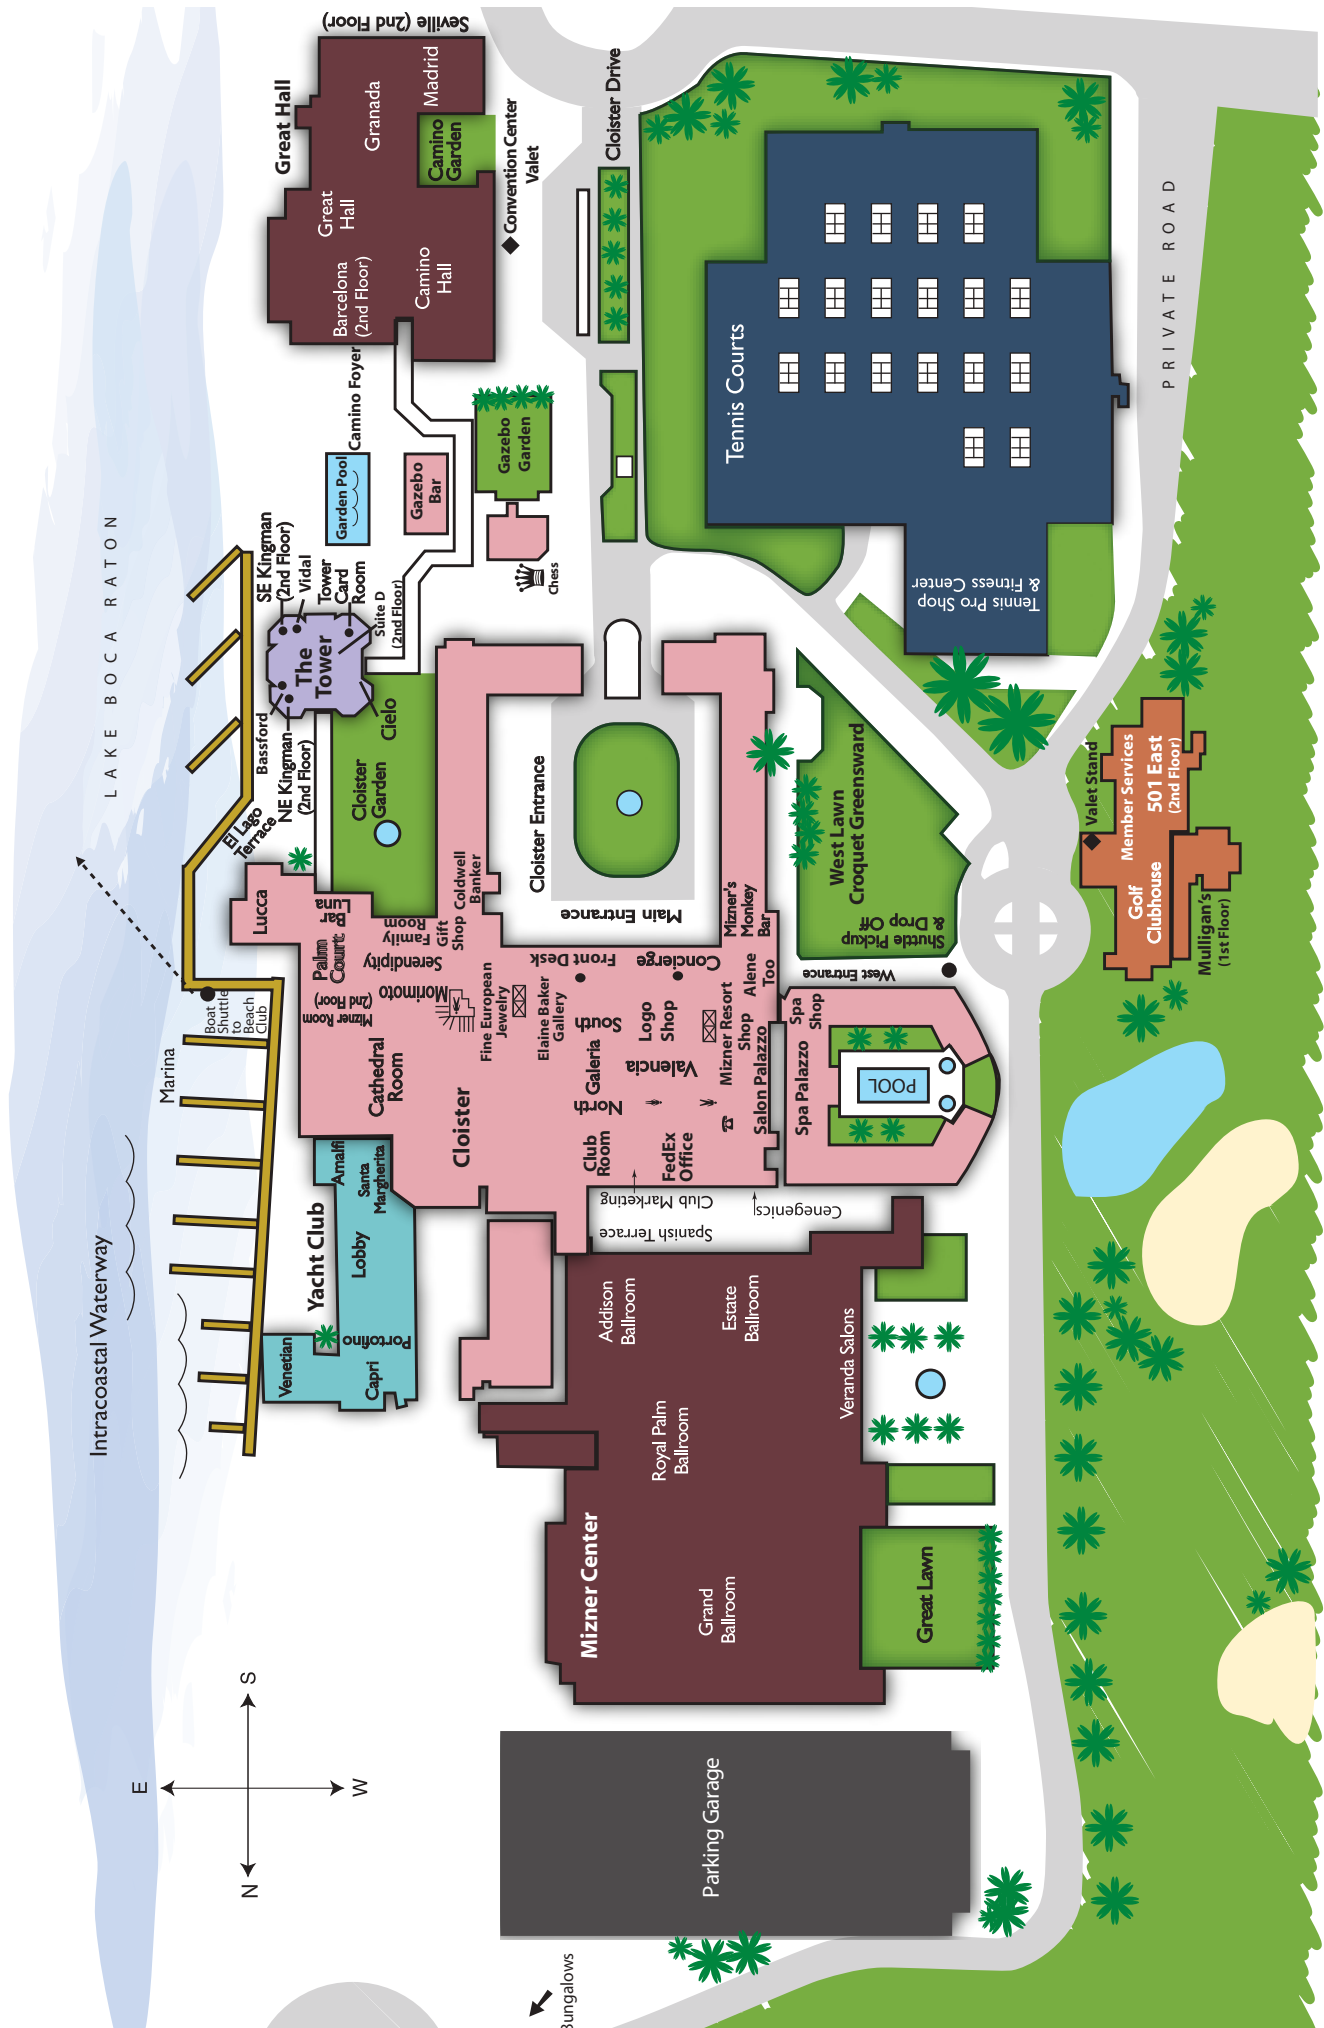 Seville (2nd Floor)
Great Hall
Granada
Madrid
Camino
Garden
Great
Hall
Barcelona
(2nd Floor)
Camino
Hall
Convention Center
Valet
Cloister Drive
PRIVATE ROAD
Tennis Courts
Tennis Pro Shop
& Fitness Center
Camino Foyer
Garden Pool
Gazebo
Bar
Gazebo
Garden
Chess
LAKE BOCA RATON
SE Kingman
(2nd Floor)
Vidal
Tower
Card
Room
Suite D
(2nd Floor)
The
Tower
Bassford
NE Kingman
(2nd Floor)
Cielo
El Lago
Terrace
Cloister
Garden
Cloister Entrance
Main Entrance
West Lawn
Croquet Greensward
Shuttle Pickup
& Drop Off
West Entrance
Valet Stand
Member Services
501 East
(2nd Floor)
Golf
Clubhouse
Mulligan's
(1st Floor)
Lucca
Luna
Bar
Palm
Court
Family
Room
Gift
Shop
Coldwell
Banker
Serendipity
Morimoto
Mizner Room
(2nd Floor)
Fine European
Jewelry
Elaine Baker
Gallery
Front Desk
Concierge
Mizner's
Monkey
Bar
Alene
Too
South
Galeria
North
Logo
Shop
Valencia
Mizner Resort
Shop
Salon Palazzo
Spa
Shop
Spa Palazzo
POOL
Cathedral
Room
Cloister
Club
Room
FedEx
Office
Club Marketing
Spanish Terrace
Cenegenics
Boat
Shuttle
to
Beach
Club
Marina
Intracoastal Waterway
Yacht Club
Amalfi
Santa
Margherita
Lobby
Portofino
Venetian
Capri
Addison
Ballroom
Estate
Ballroom
Veranda Salons
Royal Palm
Ballroom
Mizner Center
Grand
Ballroom
Great Lawn
S
E
W
N
Parking Garage
Bungalows